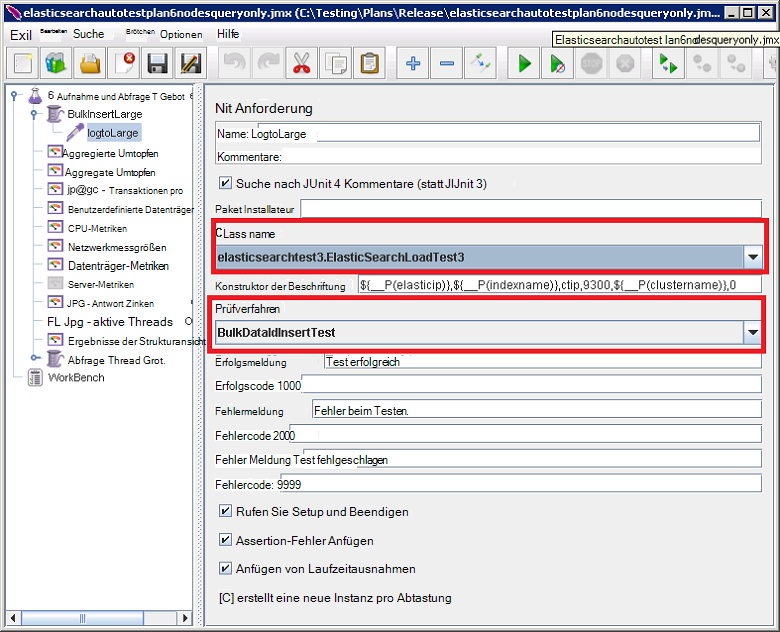 elasticsearchautotestplan6nodesqueryonly.jmx (C:\Testing\Plans\Release\elasticsearchautotestplan6nodesqueryonly.jm...
Exil Bearbeiten Suche Brötchen Optionen Hilfe
Elasticsearchautotest lan6nodesqueryonly.jmx
6 Aufnahme und Abfrage T Gebot
BulkInsertLarge
logtoLarge
Aggregierte Umtopfen
Aggregate Umtopfen
jp@gc - Transaktionen pro
Benutzerdefinierte Datenträger
CPU-Metriken
Netzwerkmessgrößen
Datenträger-Metriken
Server-Metriken
JPG - Antwort Zinken
FL Jpg - aktive Threads O
Ergebnisse der Strukturansicht
Abfrage Thread Grot.
WorkBench
Nit Anforderung
Name: LogtoLarge
Kommentare:
Suche nach JUnit 4 Kommentare (statt JIJnit 3)
Paket Installateur
CLass name
elasticsearchtest3.ElasticSearchLoadTest3
Konstruktor der Beschriftung ${__P(elasticip)},${__P(indexname)},ctip,9300,${__P(clustername)},0
Prüfverfahren
BulkDataIdInsertTest
Erfolgsmeldung Test erfolgreich
Erfolgscode 1000
Fehlermeldung Fehler beim Testen.
Fehlercode 2000
Fehler Meldung Test fehlgeschlagen
Fehlercode: 9999
Rufen Sie Setup und Beendigen
Assertion-Fehler Anfügen
Anfügen von Laufzeitausnahmen
[C] erstellt eine neue Instanz pro Abtastung